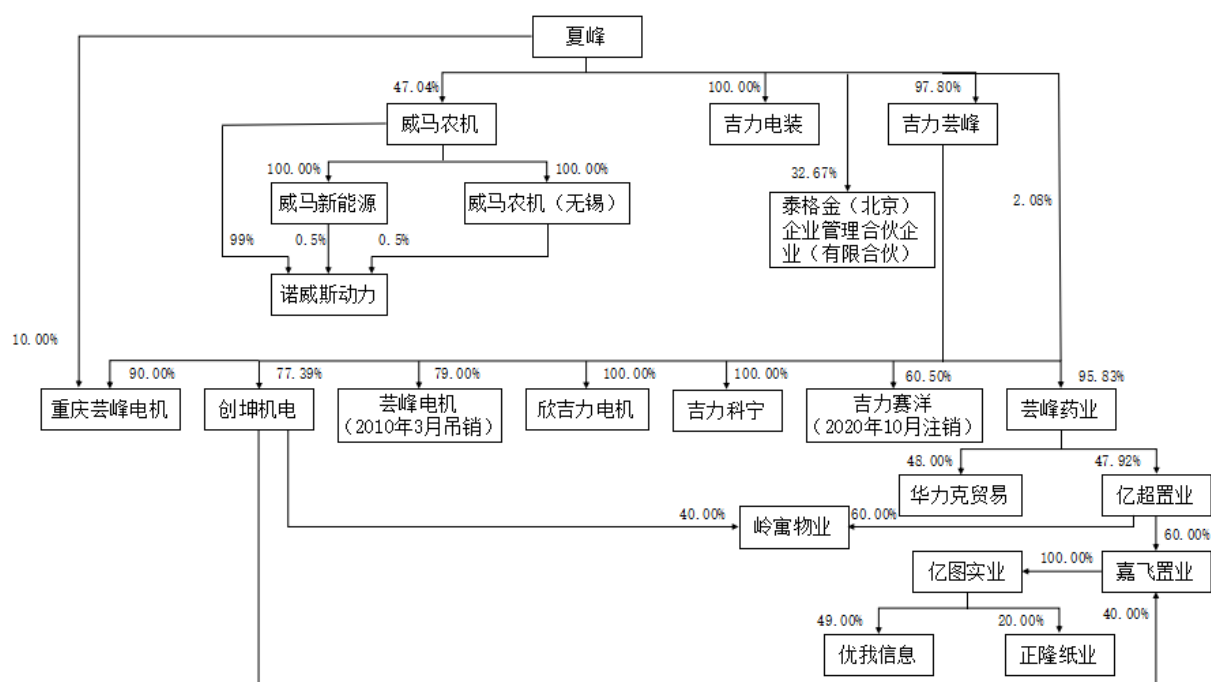 夏峰
47.04%
100.00%
97.80%
威马农机
吉力电装
吉力芸峰
100.00%
100.00%
32.67%
2.08%
威马新能源
威马农机（无锡）
泰格金（北京）
企业管理合伙企
业（有限合伙）
99%
0.5%
0.5%
诺威斯动力
10.00%
90.00%
77.39%
79.00%
100.00%
100.00%
60.50%
95.83%
重庆芸峰电机
创坤机电
芸峰电机
（2010年3月吊销）
欣吉力电机
吉力科宁
吉力赛洋
（2020年10月注销）
芸峰药业
48.00%
47.92%
华力克贸易
亿超置业
40.00%
岭寓物业
60.00%
60.00%
亿图实业
100.00%
嘉飞置业
49.00%
20.00%
40.00%
优我信息
正隆纸业